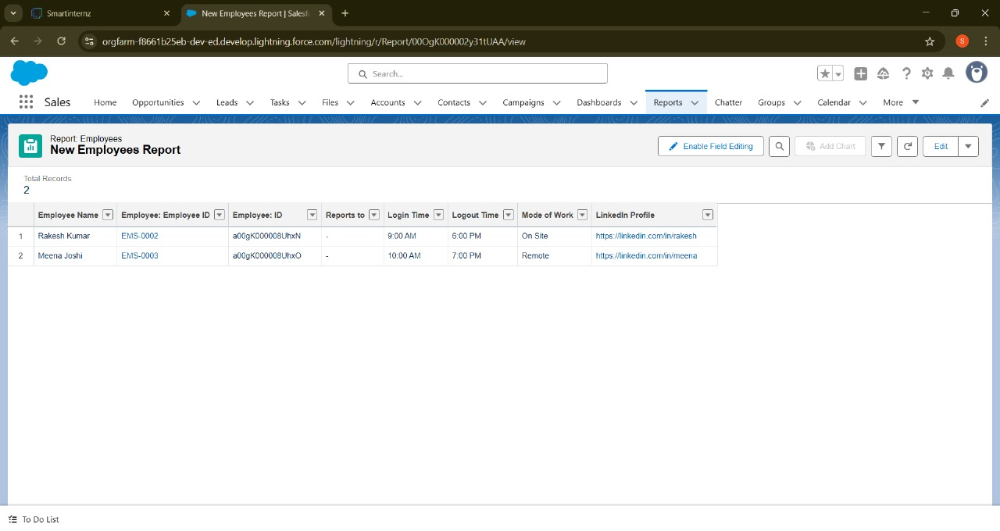 Smartinternz
New Employees Report | Salesf
orgfarm-f8661b25eb-dev-ed.develop.lightning.force.com/lightning/r/Report/00OgK000002y31tUAA/view
S
Search...
Sales Home Opportunities Leads Tasks Files Accounts Contacts Campaigns Dashboards Reports Chatter Groups Calendar More
Report: Employees
New Employees Report
Enable Field Editing Add Chart Edit
Total Records
2
Employee Name Employee: Employee ID Employee: ID Reports to Login Time Logout Time Mode of Work LinkedIn Profile
1 Rakesh Kumar EMS-0002 a00gK000008UhxN - 9:00 AM 6:00 PM On Site https://linkedin.com/in/rakesh
2 Meena Joshi EMS-0003 a00gK000008UhxO - 10:00 AM 7:00 PM Remote https://linkedin.com/in/meena
To Do List